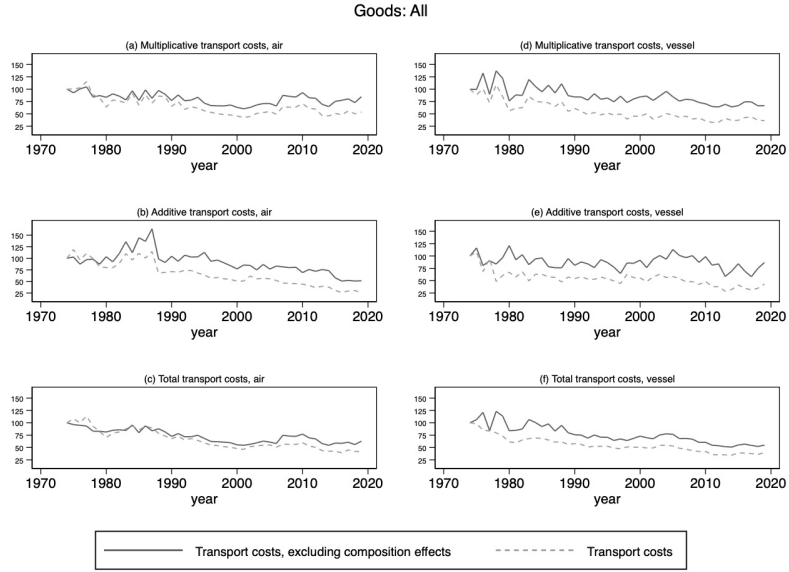 Goods: All
(a) Multiplicative transport costs, air
150
125
100
75
50
25
1970 1980 1990 2000 2010 2020
year
(d) Multiplicative transport costs, vessel
150
125
100
75
50
25
1970 1980 1990 2000 2010 2020
year
(b) Additive transport costs, air
150
125
100
75
50
25
1970 1980 1990 2000 2010 2020
year
(e) Additive transport costs, vessel
150
125
100
75
50
25
1970 1980 1990 2000 2010 2020
year
(c) Total transport costs, air
150
125
100
75
50
25
1970 1980 1990 2000 2010 2020
year
(f) Total transport costs, vessel
150
125
100
75
50
25
1970 1980 1990 2000 2010 2020
year
Transport costs, excluding composition effects Transport costs